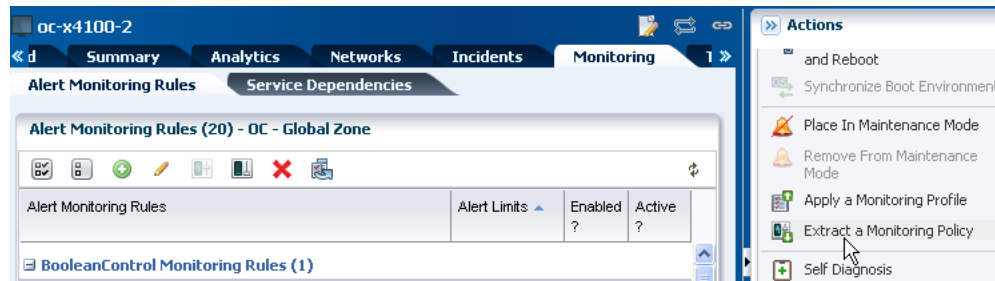 oc-x4100-2
Actions
d Summary Analytics Networks Incidents Monitoring
Alert Monitoring Rules Service Dependencies
Alert Monitoring Rules (20) - OC - Global Zone
Alert Monitoring Rules Alert Limits Enabled ? Active ?
BooleanControl Monitoring Rules (1)
and Reboot
Synchronize Boot Environment
Place In Maintenance Mode
Remove From Maintenance
Mode
Apply a Monitoring Profile
Extract a Monitoring Policy
Self Diagnosis